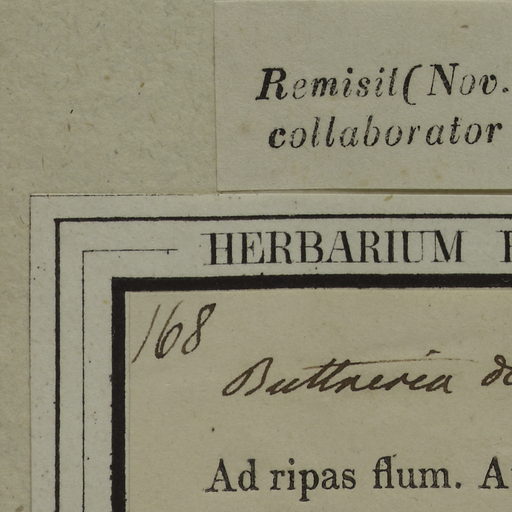 Remisit (Nov.
collaborator
HERBARIUM
168
Buttneria
Ad ripas flum.